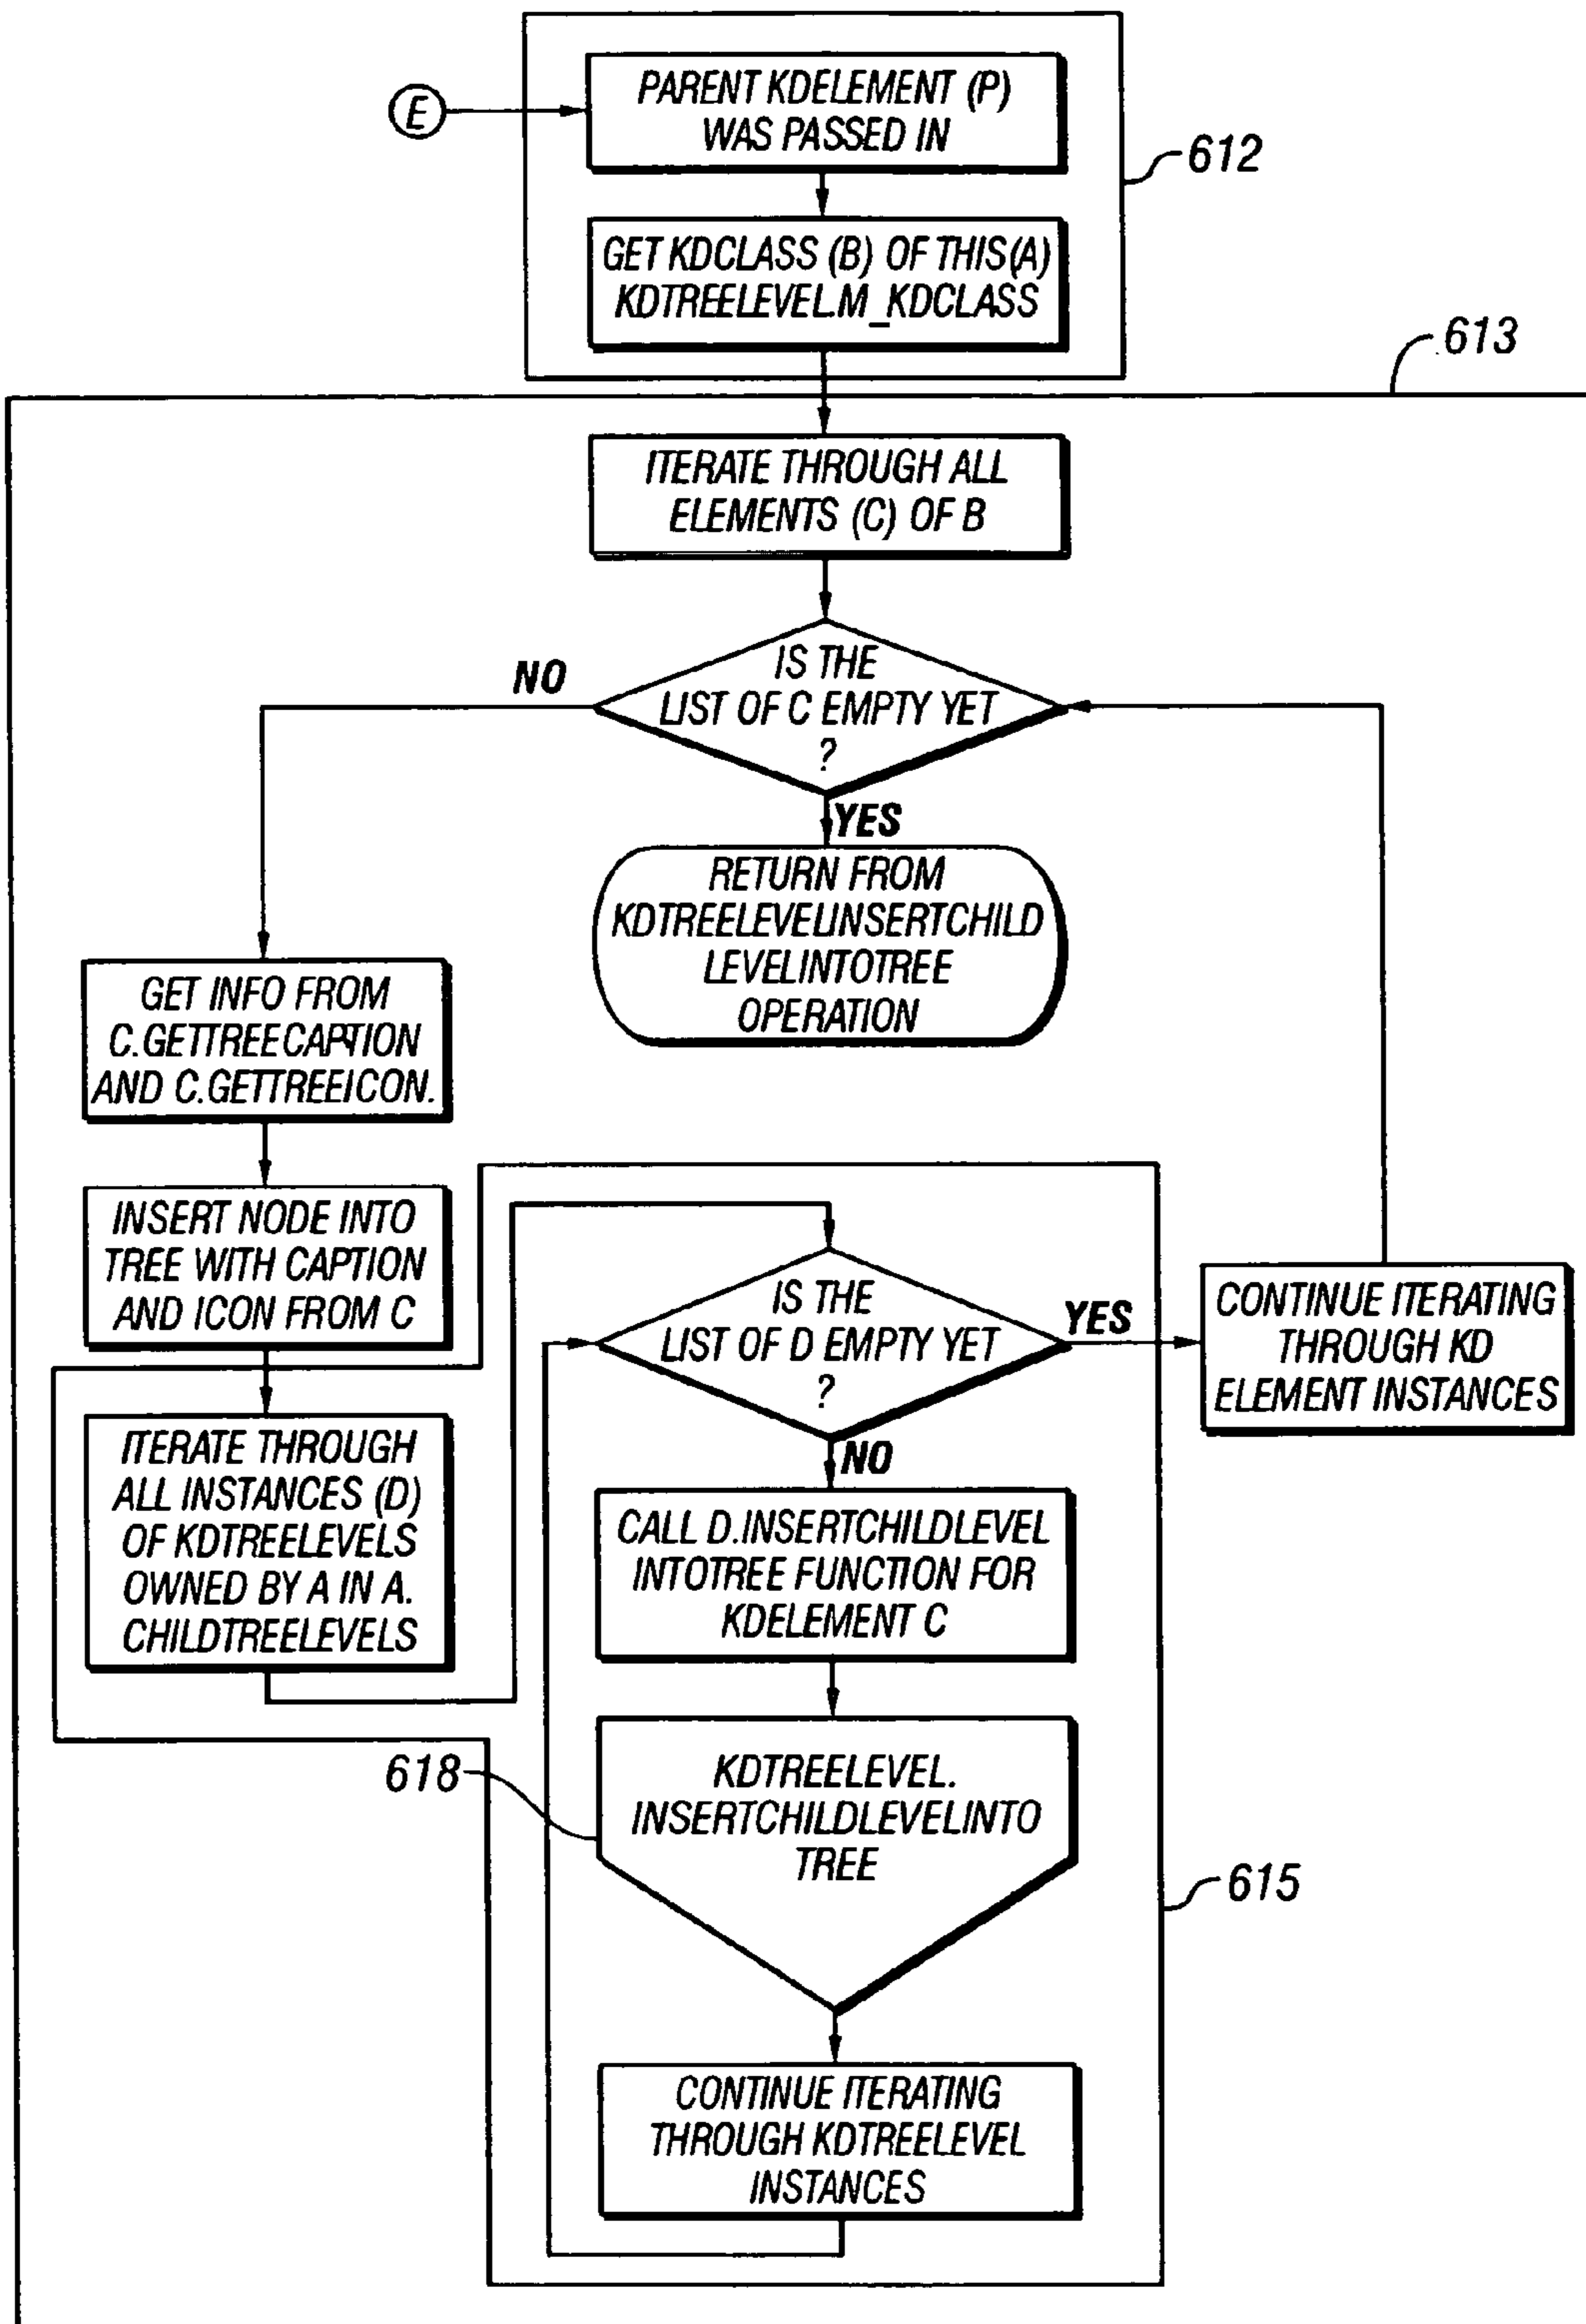 PARENT KDELEMENT (P)
WAS PASSED IN
E
612
GET KDCLASS (B) OF THIS (A)
KDTREELEVEL.M_KDCLASS
613
ITERATE THROUGH ALL
ELEMENTS (C) OF B
IS THE
LIST OF C EMPTY YET
?
NO
YES
RETURN FROM
KDTREELEVEL.INSERTCHILD
LEVELINTOTREE
OPERATION
GET INFO FROM
C.GETTREECAPTION
AND C.GETTREEICON.
INSERT NODE INTO
TREE WITH CAPTION
AND ICON FROM C
ITERATE THROUGH
ALL INSTANCES (D)
OF KDTREELEVELS
OWNED BY A IN A.
CHILDTREELEVELS
IS THE
LIST OF D EMPTY YET
?
YES
NO
CONTINUE ITERATING
THROUGH KD
ELEMENT INSTANCES
CALL D.INSERTCHILDLEVEL
INTOTREE FUNCTION FOR
KDELEMENT C
618
KDTREELEVEL.
INSERTCHILDLEVELINTO
TREE
615
CONTINUE ITERATING
THROUGH KDTREELEVEL
INSTANCES